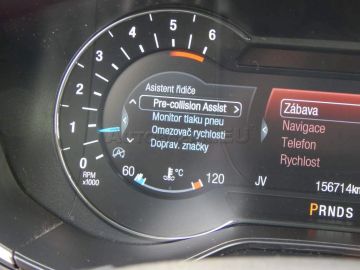 6
5
4
3
2
1
0
RPM
x1000
Asistent řidiče
Pre-collision Assist
Monitor tlaku pneu
Omezovač rychlosti
Doprav. značky
60
°C
120
Zábava
Navigace
Telefon
Rychlost
JV
156714km
PRNDS